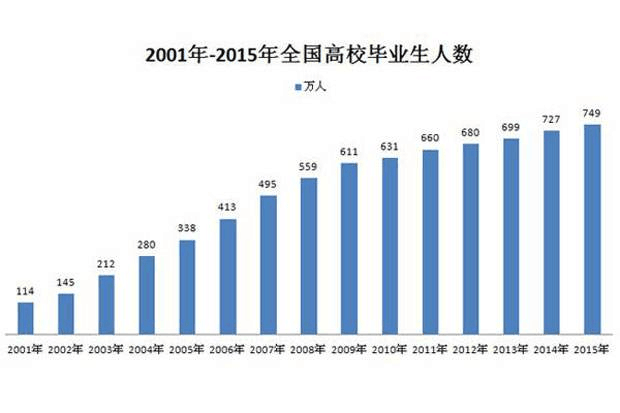 2001年-2015年全国高校毕业生人数
万人
114 145 212 280 338 413 495 559 611 631 660 680 699 727 749
2001年 2002年 2003年 2004年 2005年 2006年 2007年 2008年 2009年 2010年 2011年 2012年 2013年 2014年 2015年